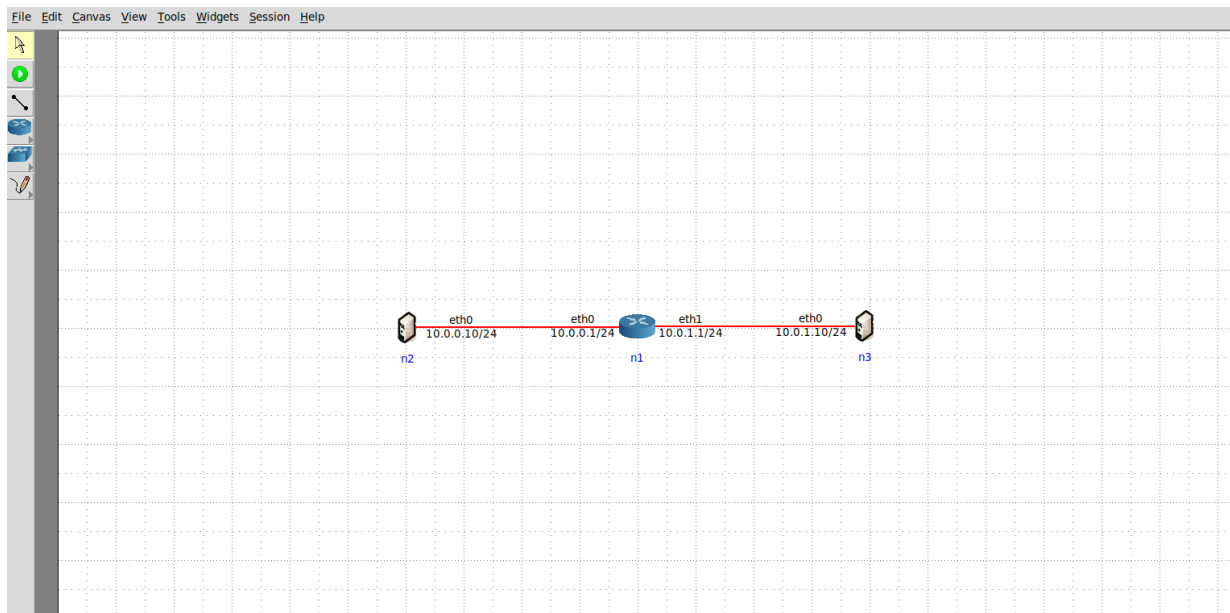 File Edit Canvas View Tools Widgets Session Help
eth0 eth0 eth1 eth0
10.0.0.10/24 10.0.0.1/24 10.0.1.1/24 10.0.1.10/24
n2 n1 n3